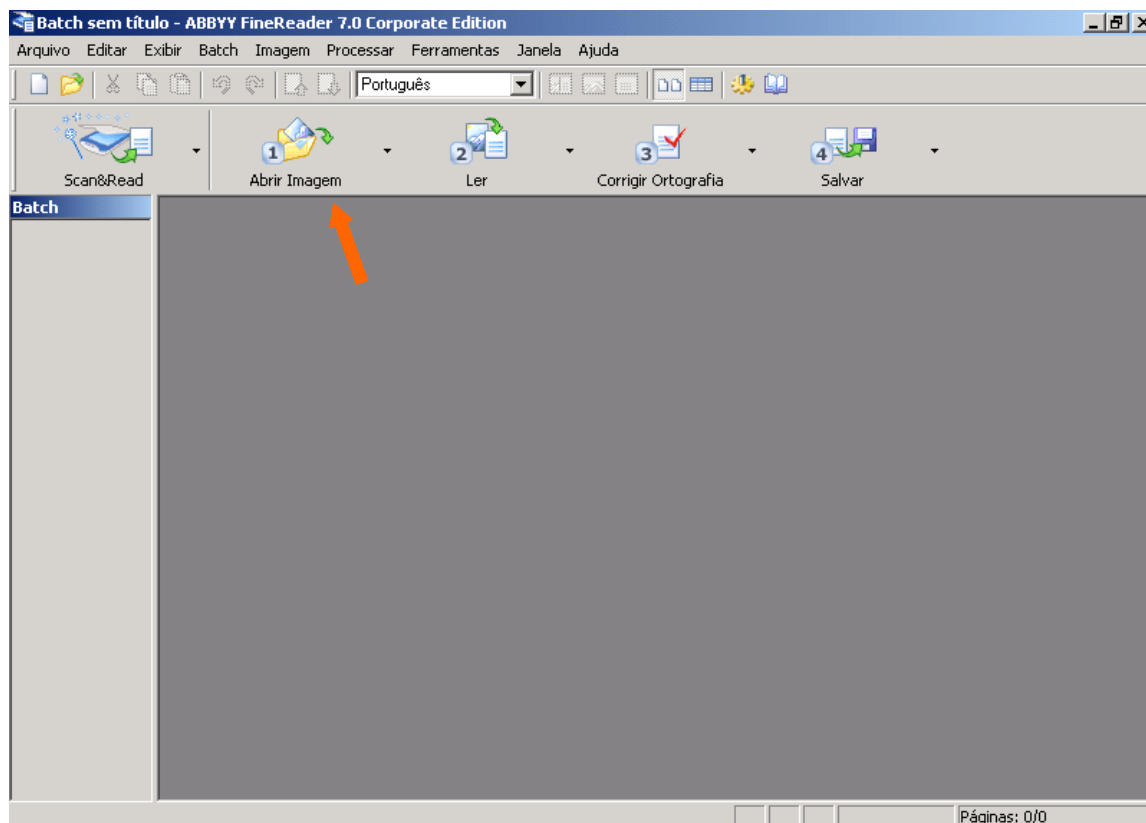 Batch sem título - ABBYY FineReader 7.0 Corporate Edition
Arquivo Editar Exibir Batch Imagem Processar Ferramentas Janela Ajuda
Português
1 2 3 4
Scan&Read Abrir Imagem Ler Corrigir Ortografia Salvar
Batch
Páginas: 0/0